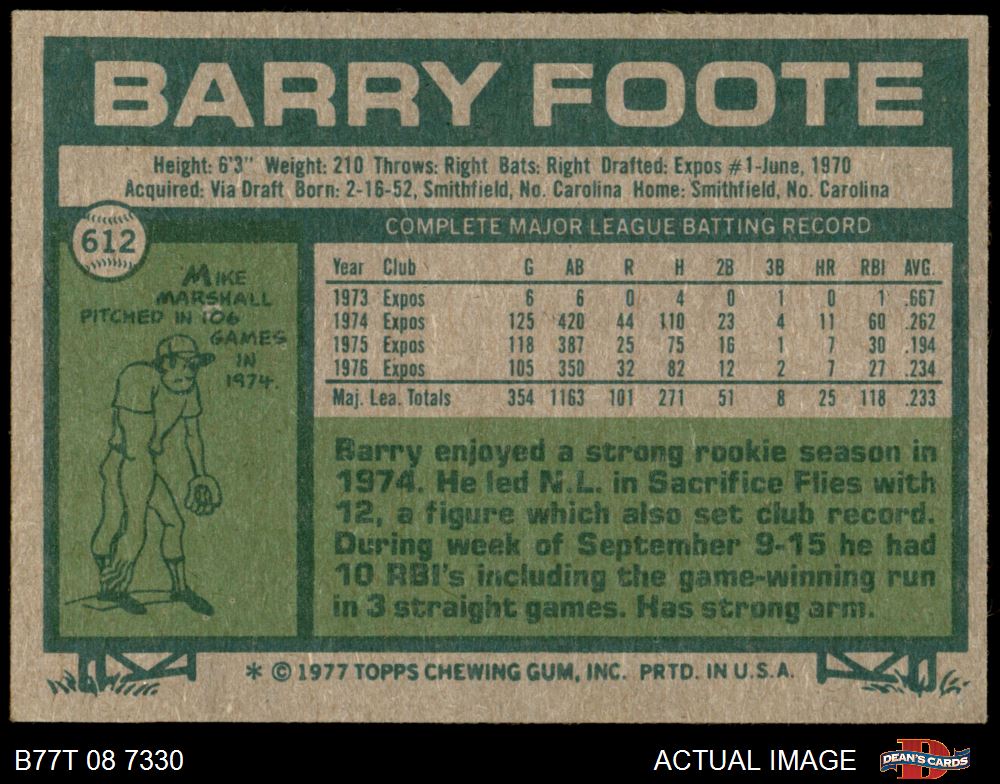 BARRY FOOTE
Height: 6'3" Weight: 210 Throws: Right Bats: Right Drafted: Expos #1-June, 1970
Acquired: Via Draft Born: 2-16-52, Smithfield, No. Carolina Home: Smithfield, No. Carolina
612
MIKE
MARSHALL
PITCHED IN 106
GAMES
IN
1974.
COMPLETE MAJOR LEAGUE BATTING RECORD
Year Club G AB R H 2B 3B HR RBI AVG.
1973 Expos 6 6 0 4 0 1 0 1 .667
1974 Expos 125 420 44 110 23 4 11 60 .262
1975 Expos 118 387 25 75 16 1 7 30 .194
1976 Expos 105 350 32 82 12 2 7 27 .234
Maj. Lea. Totals 354 1163 101 271 51 8 25 118 .233
Barry enjoyed a strong rookie season in
1974. He led N.L. in Sacrifice Flies with
12, a figure which also set club record.
During week of September 9-15 he had
10 RBI's including the game-winning run
in 3 straight games. Has strong arm.
* © 1977 TOPPS CHEWING GUM, INC. PRTD. IN U.S.A.
B77T 08 7330
ACTUAL IMAGE
DEAN'S CARDS